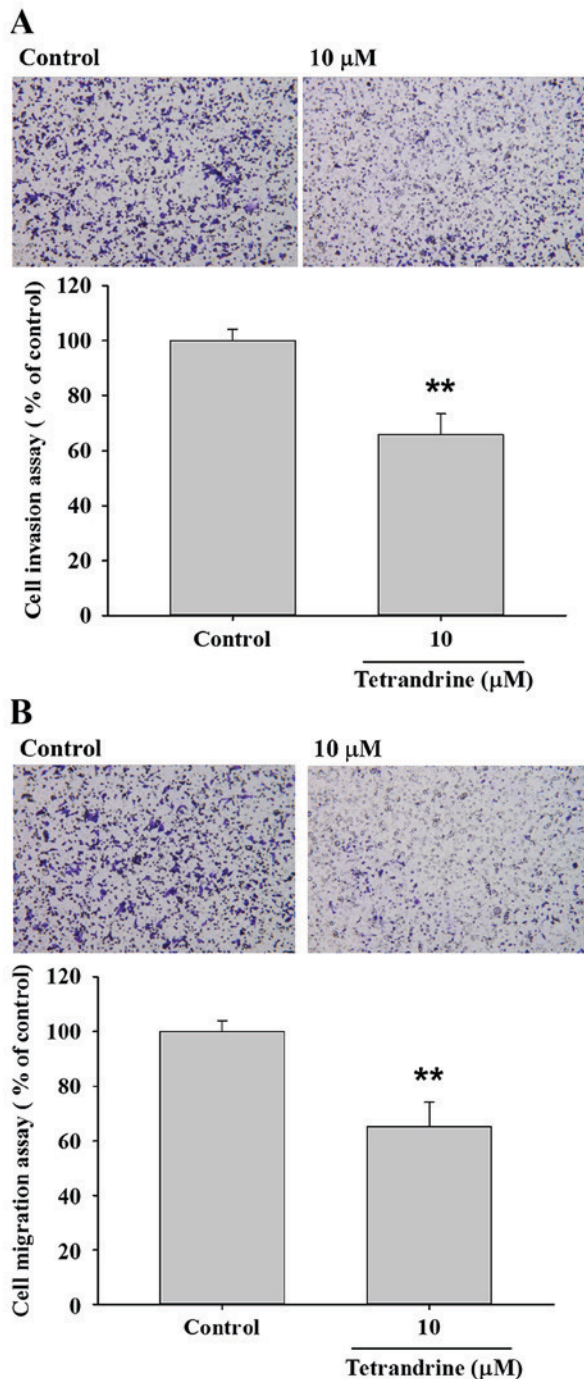 A
Control 10 μM
120
100
80
60
40
20
0
Cell invasion assay ( % of control)
**
Control 10
Tetrandrine (μM)
B
Control 10 μM
120
100
80
60
40
20
0
Cell migration assay ( % of control)
**
Control 10
Tetrandrine (μM)